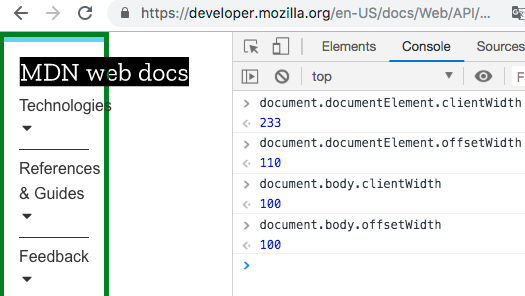 https://developer.mozilla.org/en-US/docs/Web/API/...
MDN web docs
Technologies
References
& Guides
Feedback
Elements Console Sources
top
document.documentElement.clientWidth
233
document.documentElement.offsetWidth
110
document.body.clientWidth
100
document.body.offsetWidth
100